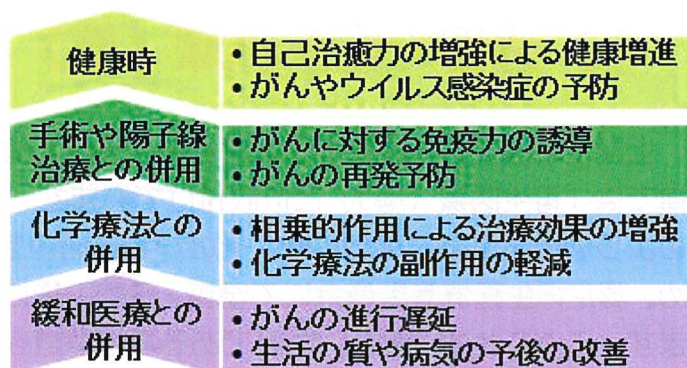 健康時
• 自己治癒力の増強による健康増進
• がんやウイルス感染症の予防
手術や陽子線
治療との併用
• がんに対する免疫力の誘導
• がんの再発予防
化学療法との
併用
• 相乗的作用による治療効果の増強
• 化学療法の副作用の軽減
緩和医療との
併用
• がんの進行遅延
• 生活の質や病気の予後の改善